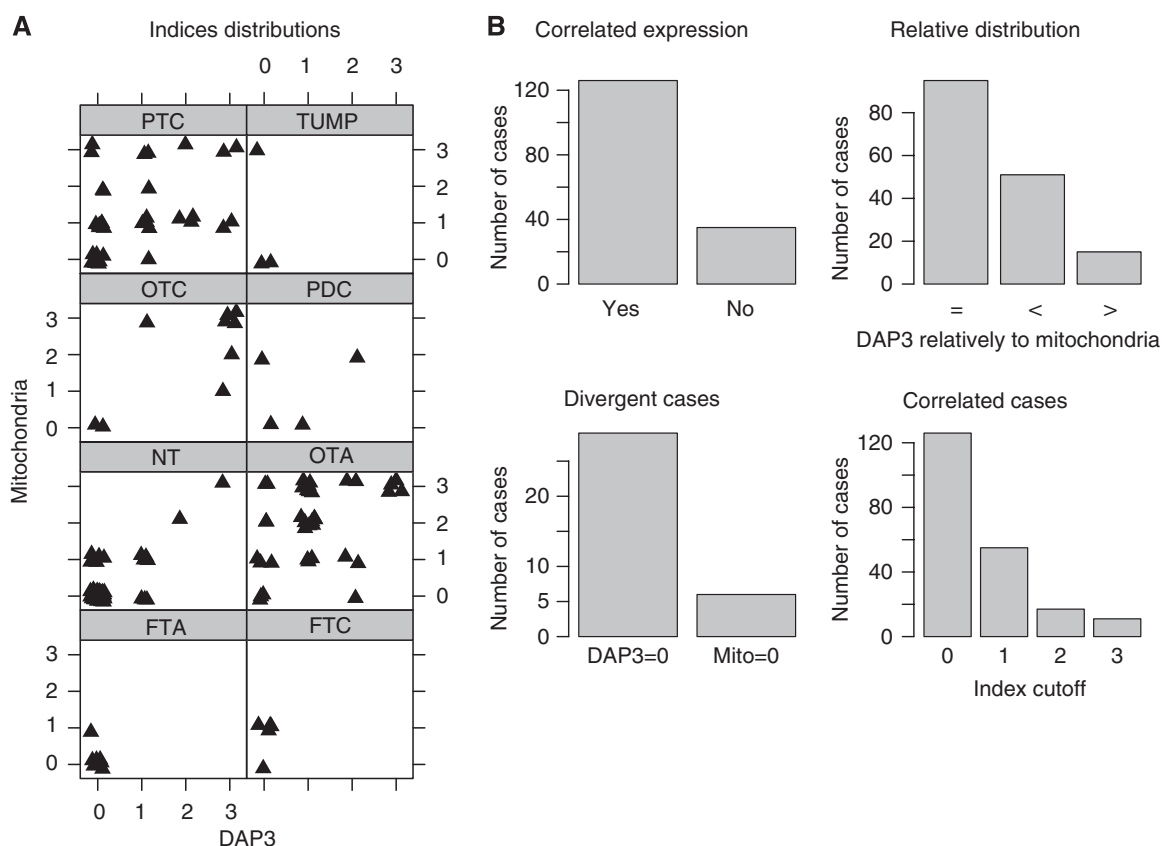 A
Indices distributions
0 1 2 3
PTC TUMP
3
2
1
0
OTC PDC
3
2
1
0
NT OTA
3
2
1
0
FTA FTC
3
2
1
0
Mitochondria
0 1 2 3
DAP3
B
Correlated expression
Number of cases
120
80
40
0
Yes No
Relative distribution
Number of cases
80
60
40
20
0
= < >
DAP3 relatively to mitochondria
Divergent cases
Number of cases
20
10
5
0
DAP3=0 Mito=0
Correlated cases
Number of cases
120
80
40
0
0 1 2 3
Index cutoff